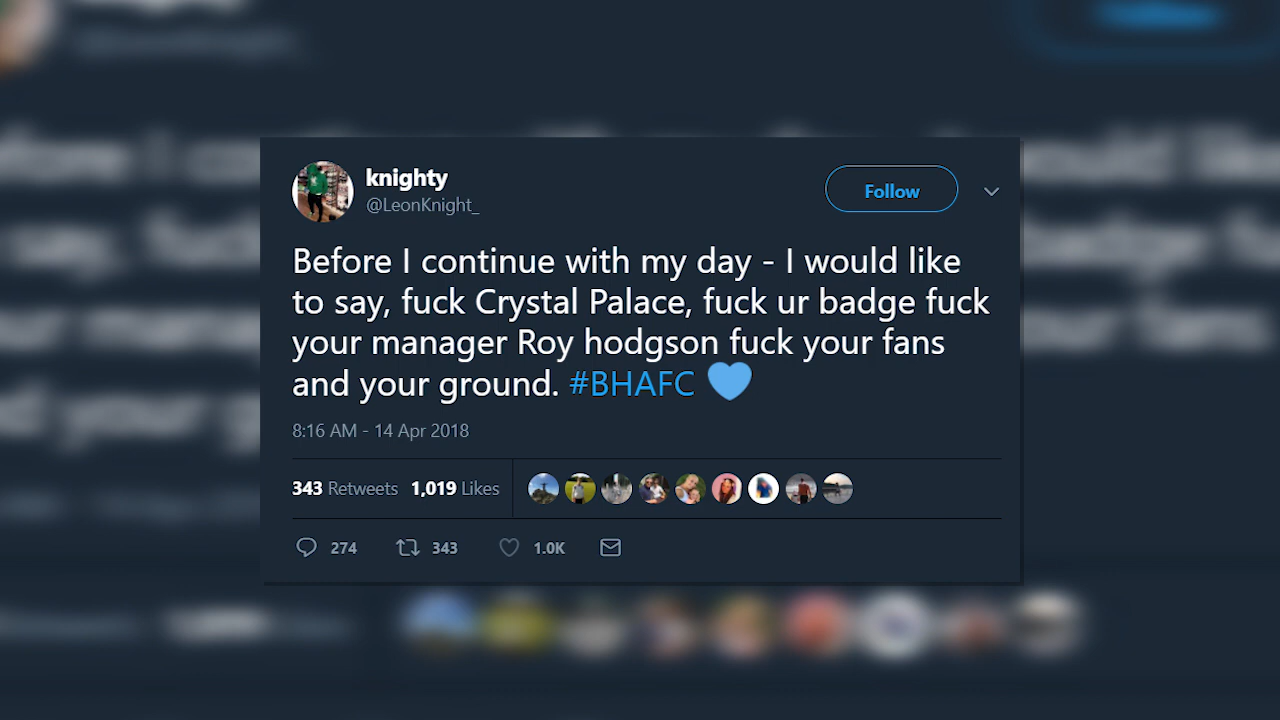 knighty
@LeonKnight_
Follow
Before I continue with my day - I would like
to say, fuck Crystal Palace, fuck ur badge fuck
your manager Roy hodgson fuck your fans
and your ground. #BHAFC 💙
8:16 AM - 14 Apr 2018
343 Retweets 1,019 Likes
274 343 1.0K